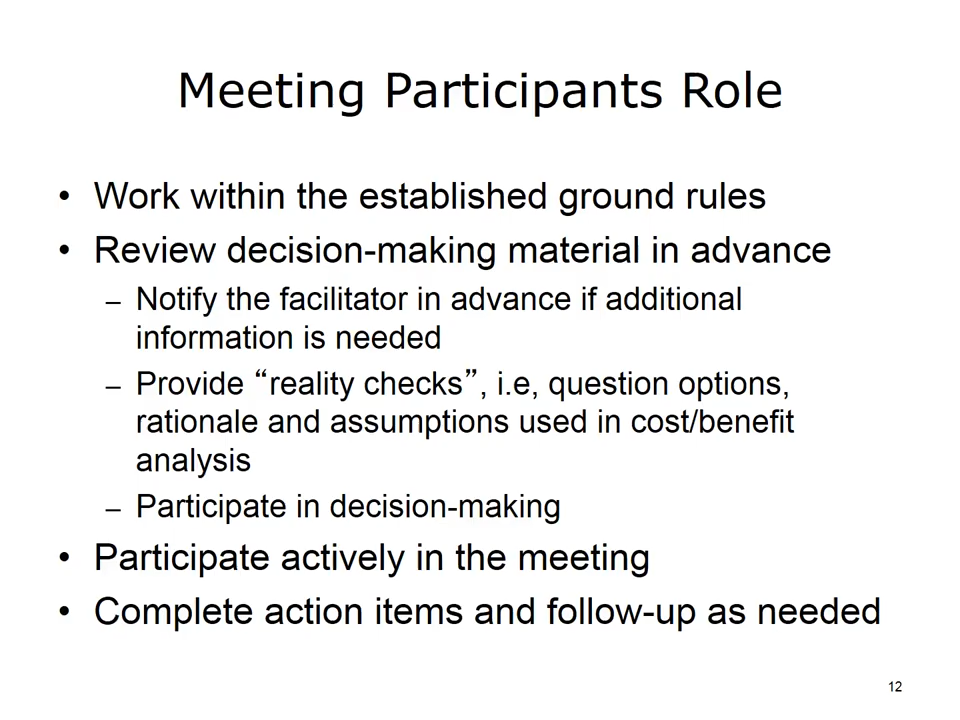 Meeting Participants Role
• Work within the established ground rules
• Review decision-making material in advance
– Notify the facilitator in advance if additional
information is needed
– Provide “reality checks”, i.e, question options,
rationale and assumptions used in cost/benefit
analysis
– Participate in decision-making
• Participate actively in the meeting
• Complete action items and follow-up as needed
12